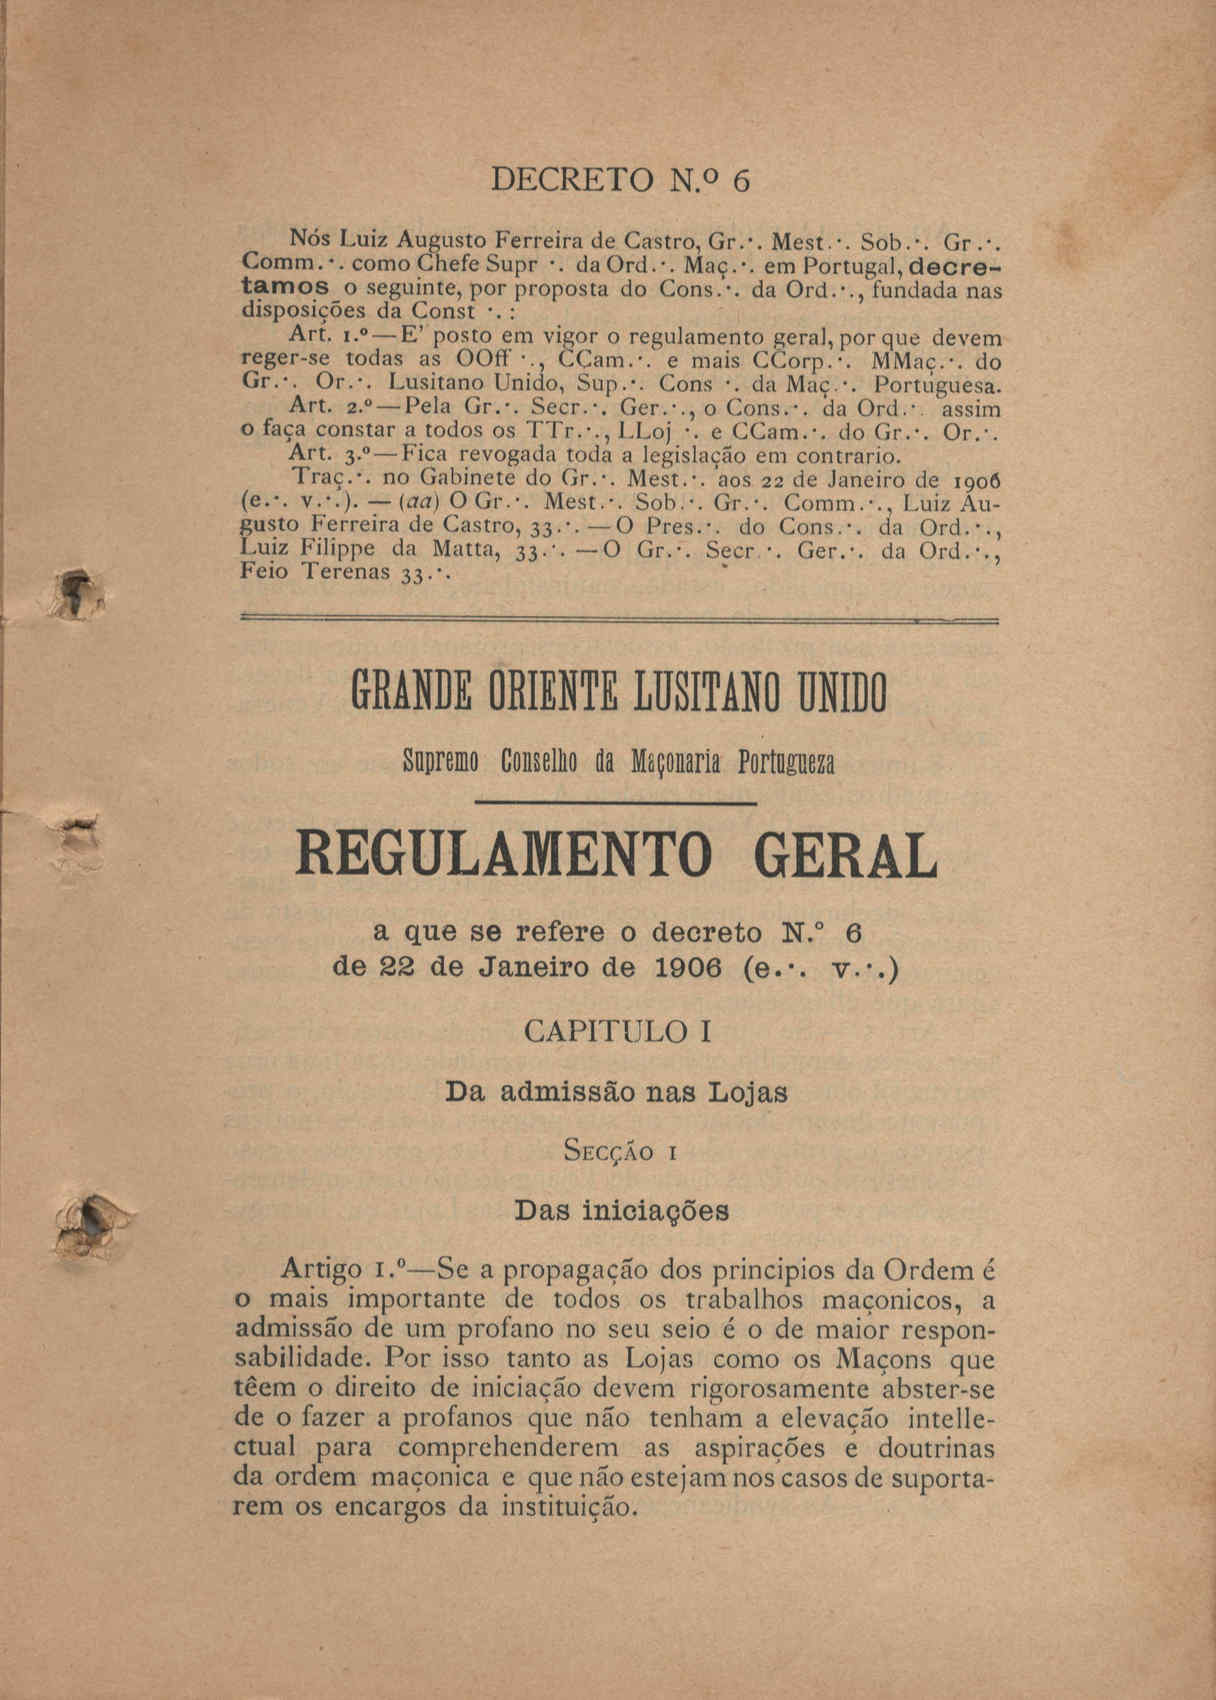 DECRETO N.º 6
Nós Luiz Augusto Ferreira de Castro, Gr.·. Mest.·. Sob.·. Gr.·.
Comm.·. como Chefe Supr ·. da Ord.·. Maç.·. em Portugal, decre-
tamos o seguinte, por proposta do Cons.·. da Ord.·., fundada nas
disposições da Const ·. :
Art. 1.º—E' posto em vigor o regulamento geral, por que devem
reger-se todas as OOff ·., CCam.·. e mais CCorp.·. MMaç.·. do
Gr.·. Or.·. Lusitano Unido, Sup.·. Cons ·. da Maç.·. Portuguesa.
Art. 2.º—Pela Gr.·. Secr.·. Ger.·., o Cons.·. da Ord.·. assim
o faça constar a todos os TTr.·., LLoj ·. e CCam.·. do Gr.·. Or.·.
Art. 3.º—Fica revogada toda a legislação em contrario.
Traç.·. no Gabinete do Gr.·. Mest.·. aos 22 de Janeiro de 1906
(e.·. v.·.). — (aa) O Gr.·. Mest.·. Sob.·. Gr.·. Comm.·., Luiz Au-
gusto Ferreira de Castro, 33.·. — O Pres.·. do Cons.·. da Ord.·.,
Luiz Filippe da Matta, 33.·. — O Gr.·. Secr.·. Ger.·. da Ord.·.,
Feio Terenas 33.·.
GRANDE ORIENTE LUSITANO UNIDO
Supremo Conselho da Maçonaria Portugueza
REGULAMENTO GERAL
a que se refere o decreto N.º 6
de 22 de Janeiro de 1906 (e.·. v.·.)
CAPITULO I
Da admissão nas Lojas
Secção I
Das iniciações
Artigo 1.º—Se a propagação dos principios da Ordem é
o mais importante de todos os trabalhos maçonicos, a
admissão de um profano no seu seio é o de maior respon-
sabilidade. Por isso tanto as Lojas como os Maçons que
têem o direito de iniciação devem rigorosamente abster-se
de o fazer a profanos que não tenham a elevação intelle-
ctual para comprehenderem as aspirações e doutrinas
da ordem maçonica e que não estejam nos casos de suporta-
rem os encargos da instituição.